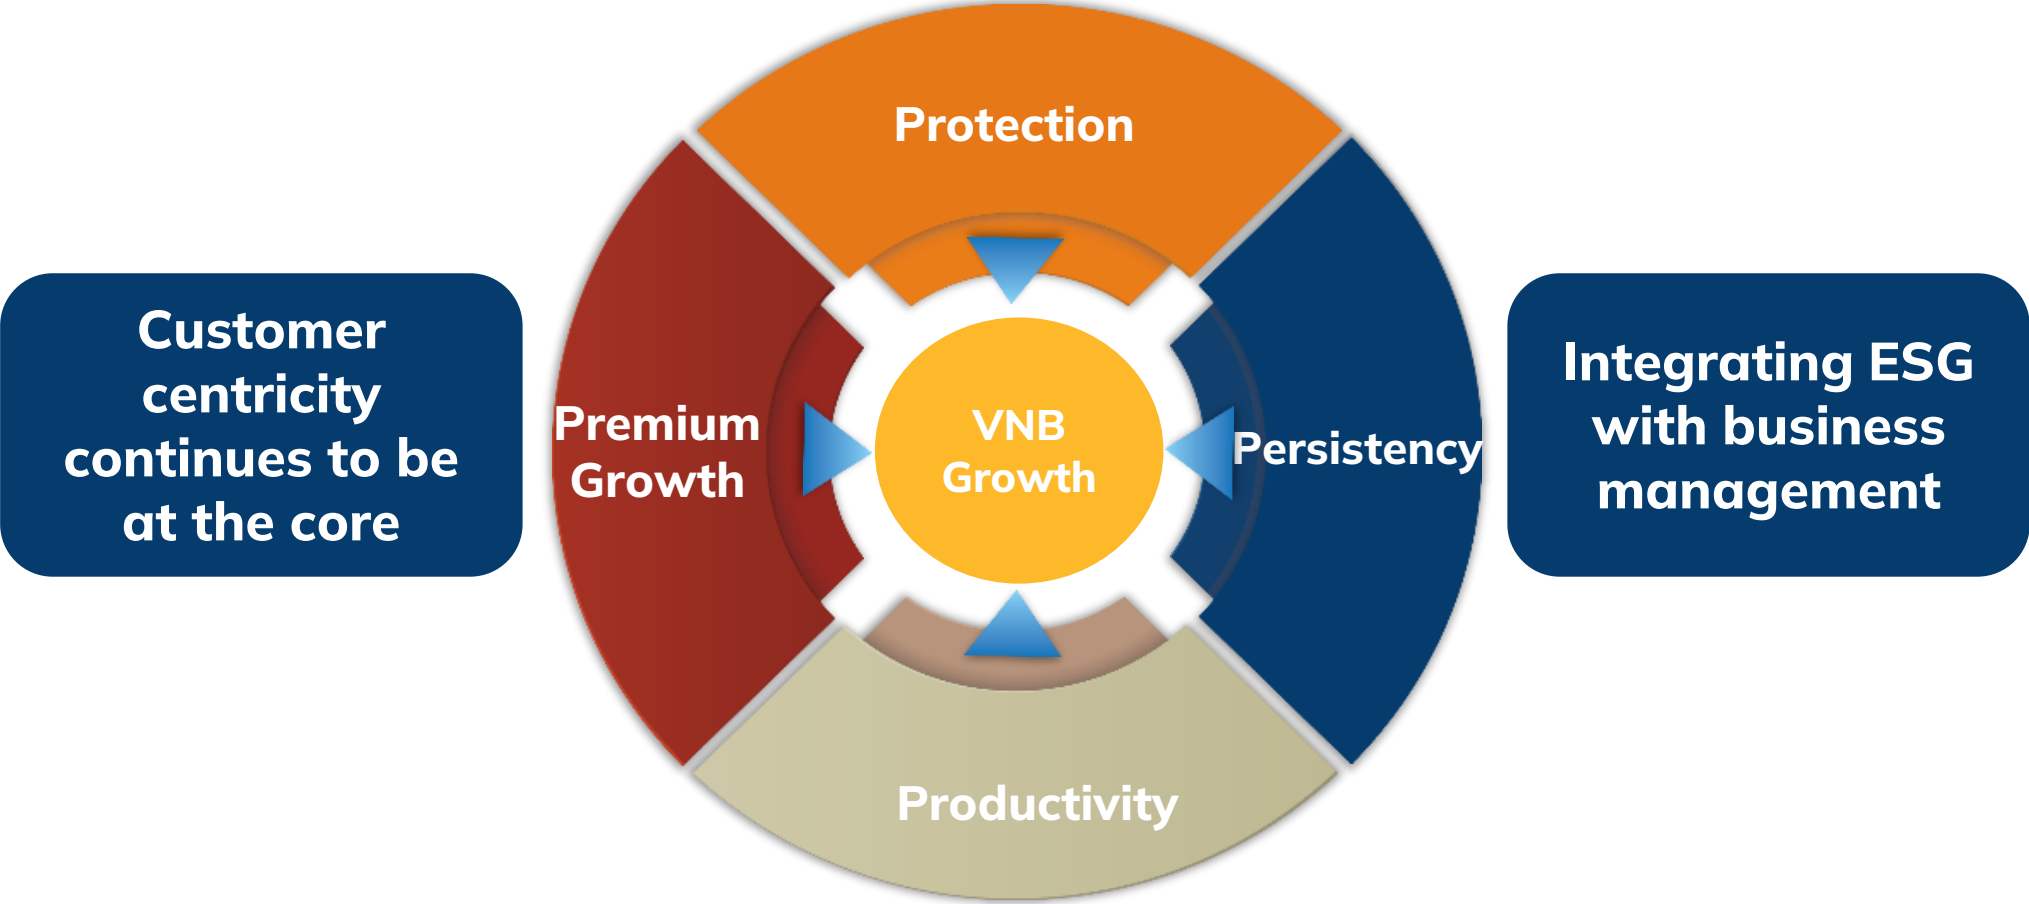 Protection
Customer
centricity
continues to be
at the core
Premium
Growth
VNB
Growth
Persistency
Integrating ESG
with business
management
Productivity